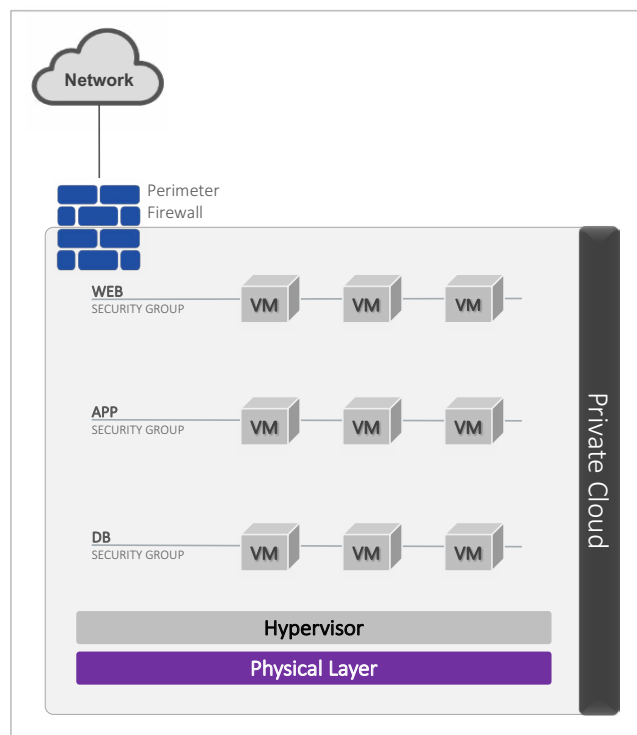 Network
Perimeter
Firewall
WEB
SECURITY GROUP
VM
VM
VM
APP
SECURITY GROUP
VM
VM
VM
DB
SECURITY GROUP
VM
VM
VM
Private Cloud
Hypervisor
Physical Layer